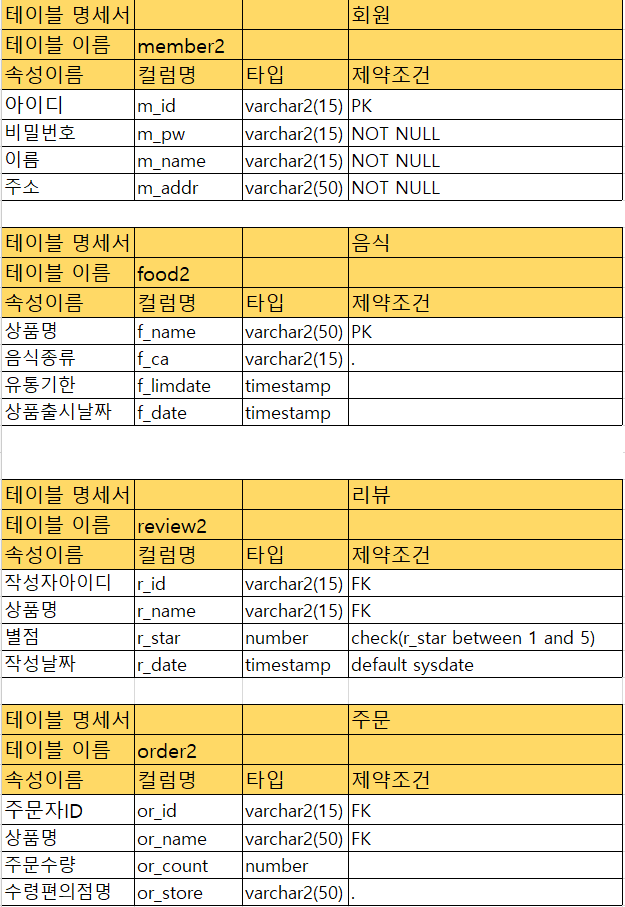 테이블 명세서 회원
테이블 이름 member2
속성이름 컬럼명 타입 제약조건
아이디 m_id varchar2(15) PK
비밀번호 m_pw varchar2(15) NOT NULL
이름 m_name varchar2(15) NOT NULL
주소 m_addr varchar2(50) NOT NULL
테이블 명세서 음식
테이블 이름 food2
속성이름 컬럼명 타입 제약조건
상품명 f_name varchar2(50) PK
음식종류 f_ca varchar2(15) .
유통기한 f_limdate timestamp
상품출시날짜 f_date timestamp
테이블 명세서 리뷰
테이블 이름 review2
속성이름 컬럼명 타입 제약조건
작성자아이디 r_id varchar2(15) FK
상품명 r_name varchar2(15) FK
별점 r_star number check(r_star between 1 and 5)
작성날짜 r_date timestamp default sysdate
테이블 명세서 주문
테이블 이름 order2
속성이름 컬럼명 타입 제약조건
주문자ID or_id varchar2(15) FK
상품명 or_name varchar2(50) FK
주문수량 or_count number
수령편의점명 or_store varchar2(50) .